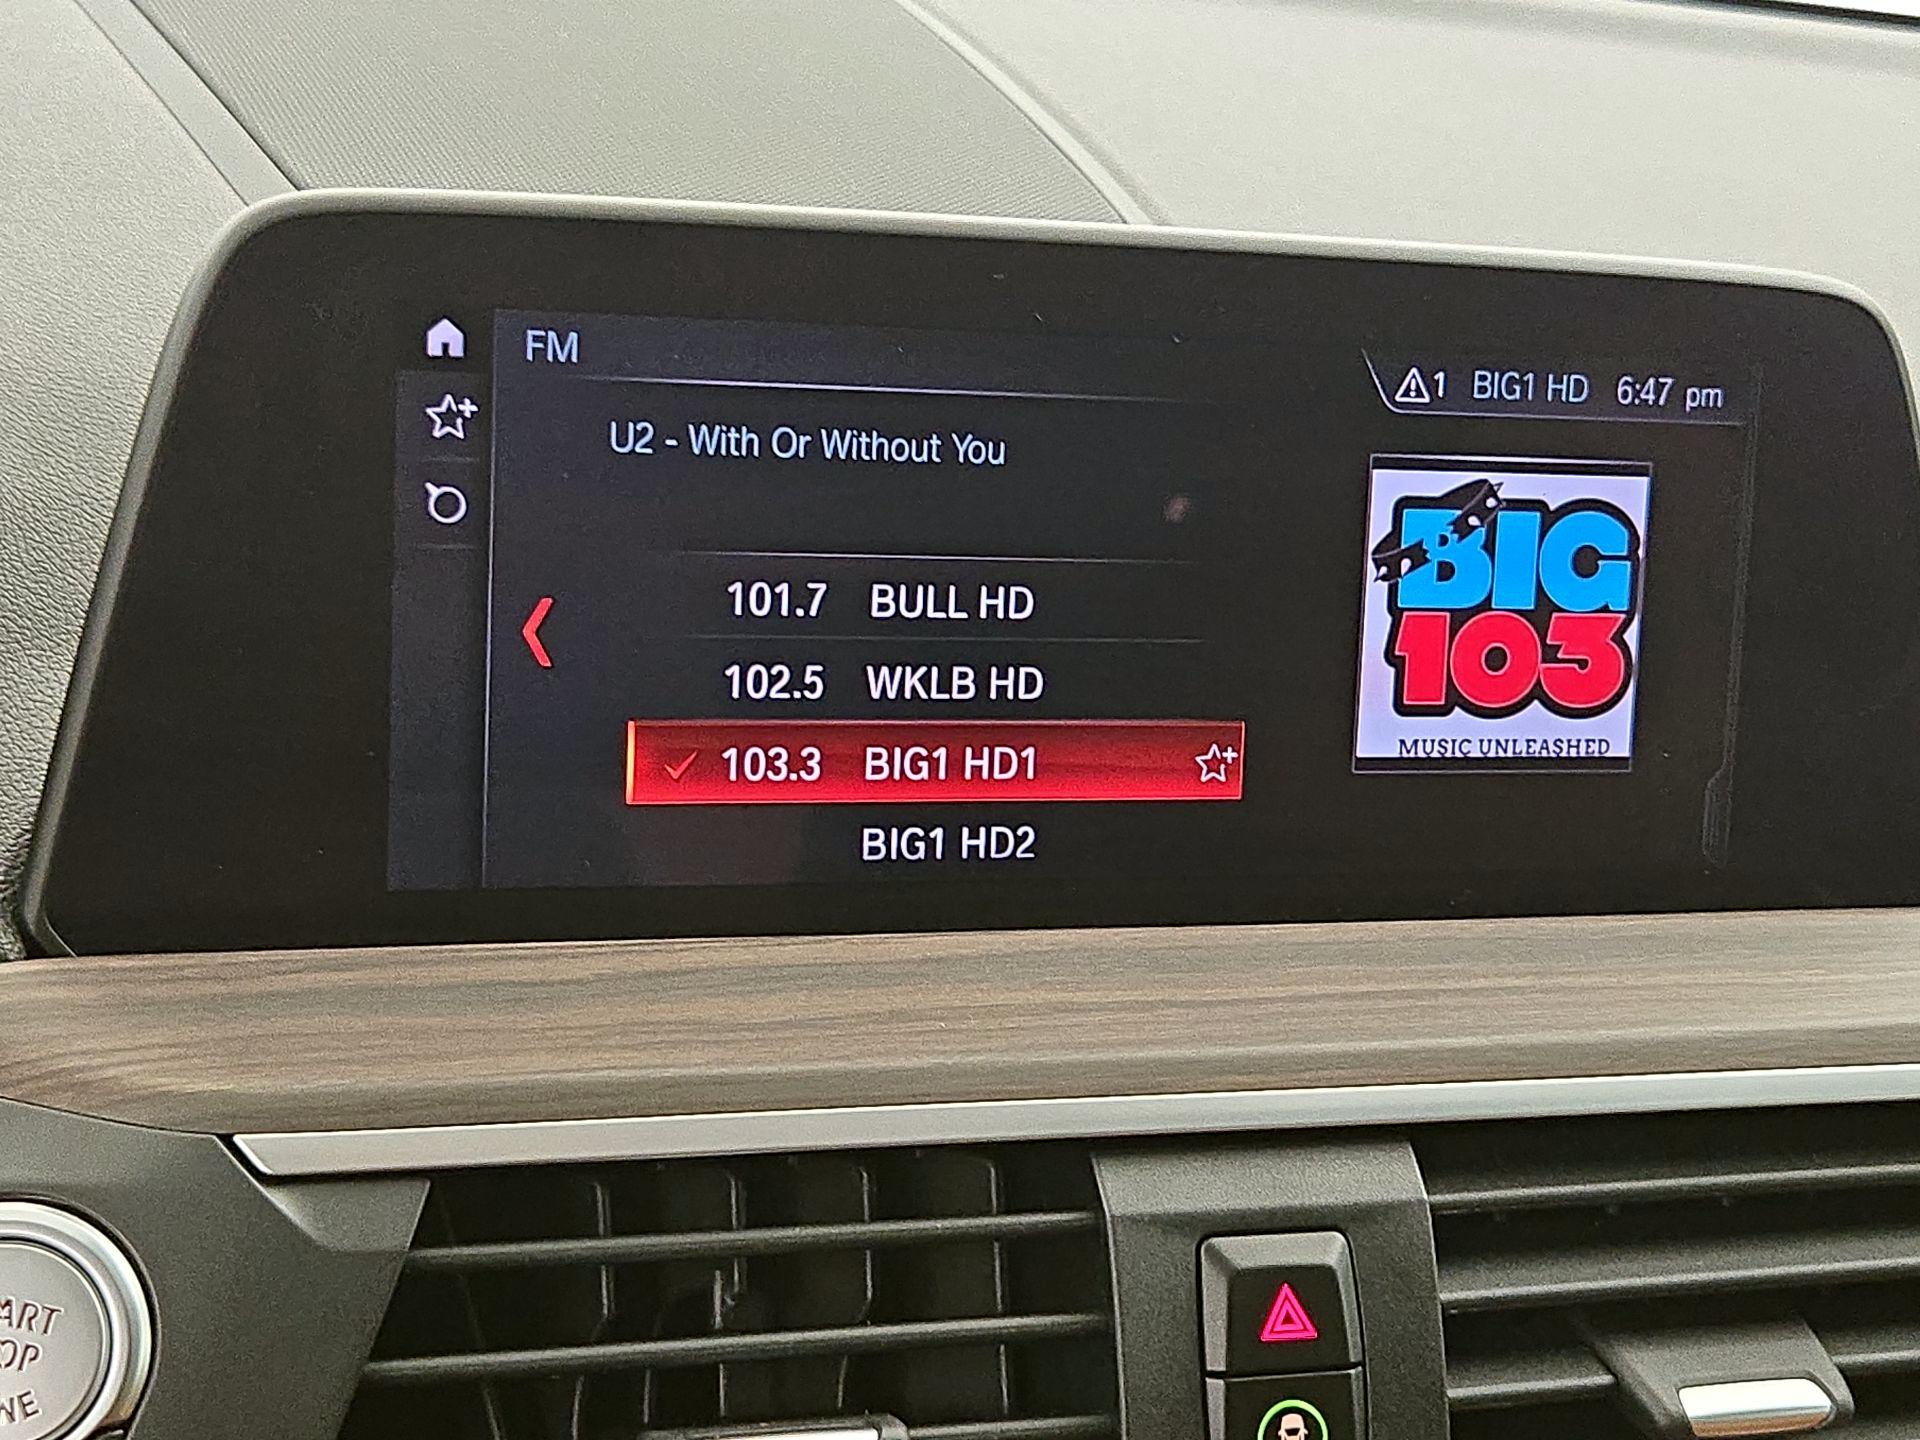 FM
1 BIG1 HD 6:47 pm
U2 - With Or Without You
101.7 BULL HD
102.5 WKLB HD
103.3 BIG1 HD1
BIG1 HD2
BIG
103
MUSIC UNLEASHED